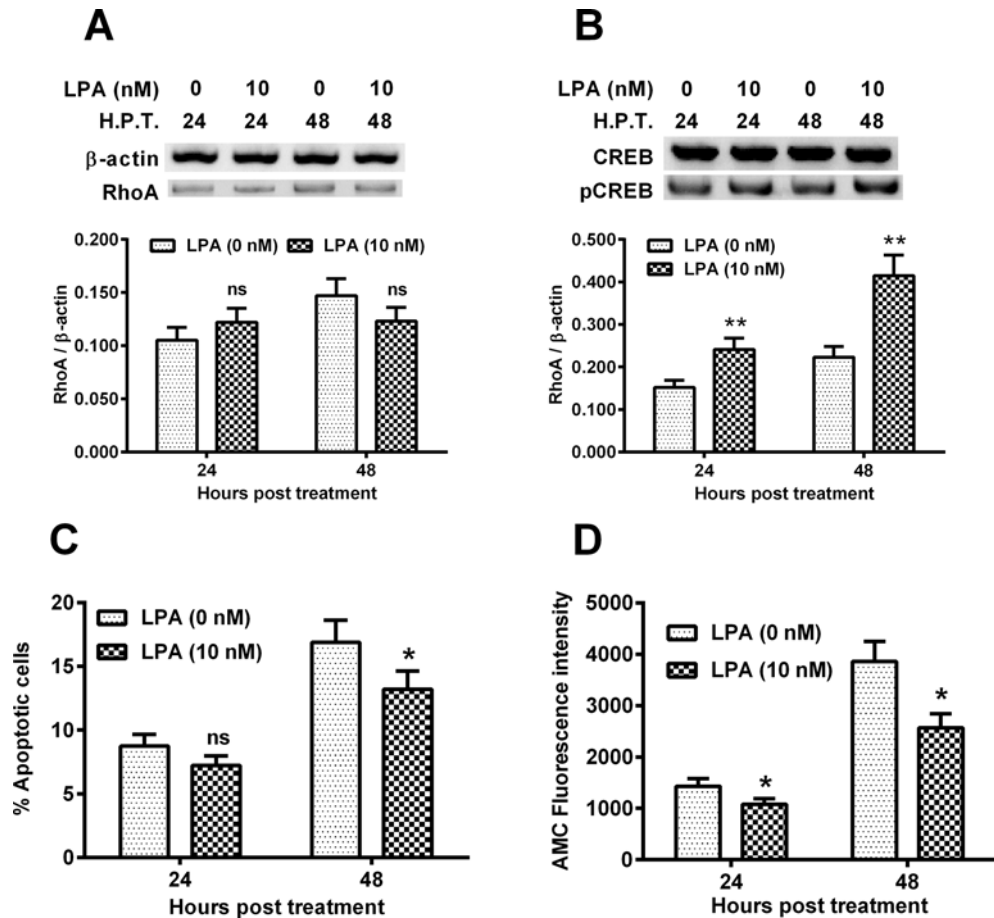 A
LPA (nM) 0 10 0 10
H.P.T. 24 24 48 48
β-actin
RhoA
LPA (0 nM) LPA (10 nM)
0.200
0.150
0.100
0.050
0.000
RhoA / β-actin
ns
ns
24 48
Hours post treatment
B
LPA (nM) 0 10 0 10
H.P.T. 24 24 48 48
CREB
pCREB
LPA (0 nM)
LPA (10 nM)
0.500
0.400
0.300
0.200
0.100
0.000
RhoA / β-actin
**
**
24 48
Hours post treatment
C
LPA (0 nM)
LPA (10 nM)
20
15
10
5
0
% Apoptotic cells
ns
*
24 48
Hours post treatment
D
LPA (0 nM)
LPA (10 nM)
5000
4000
3000
2000
1000
0
AMC Fluorescence intensity
*
*
24 48
Hours post treatment